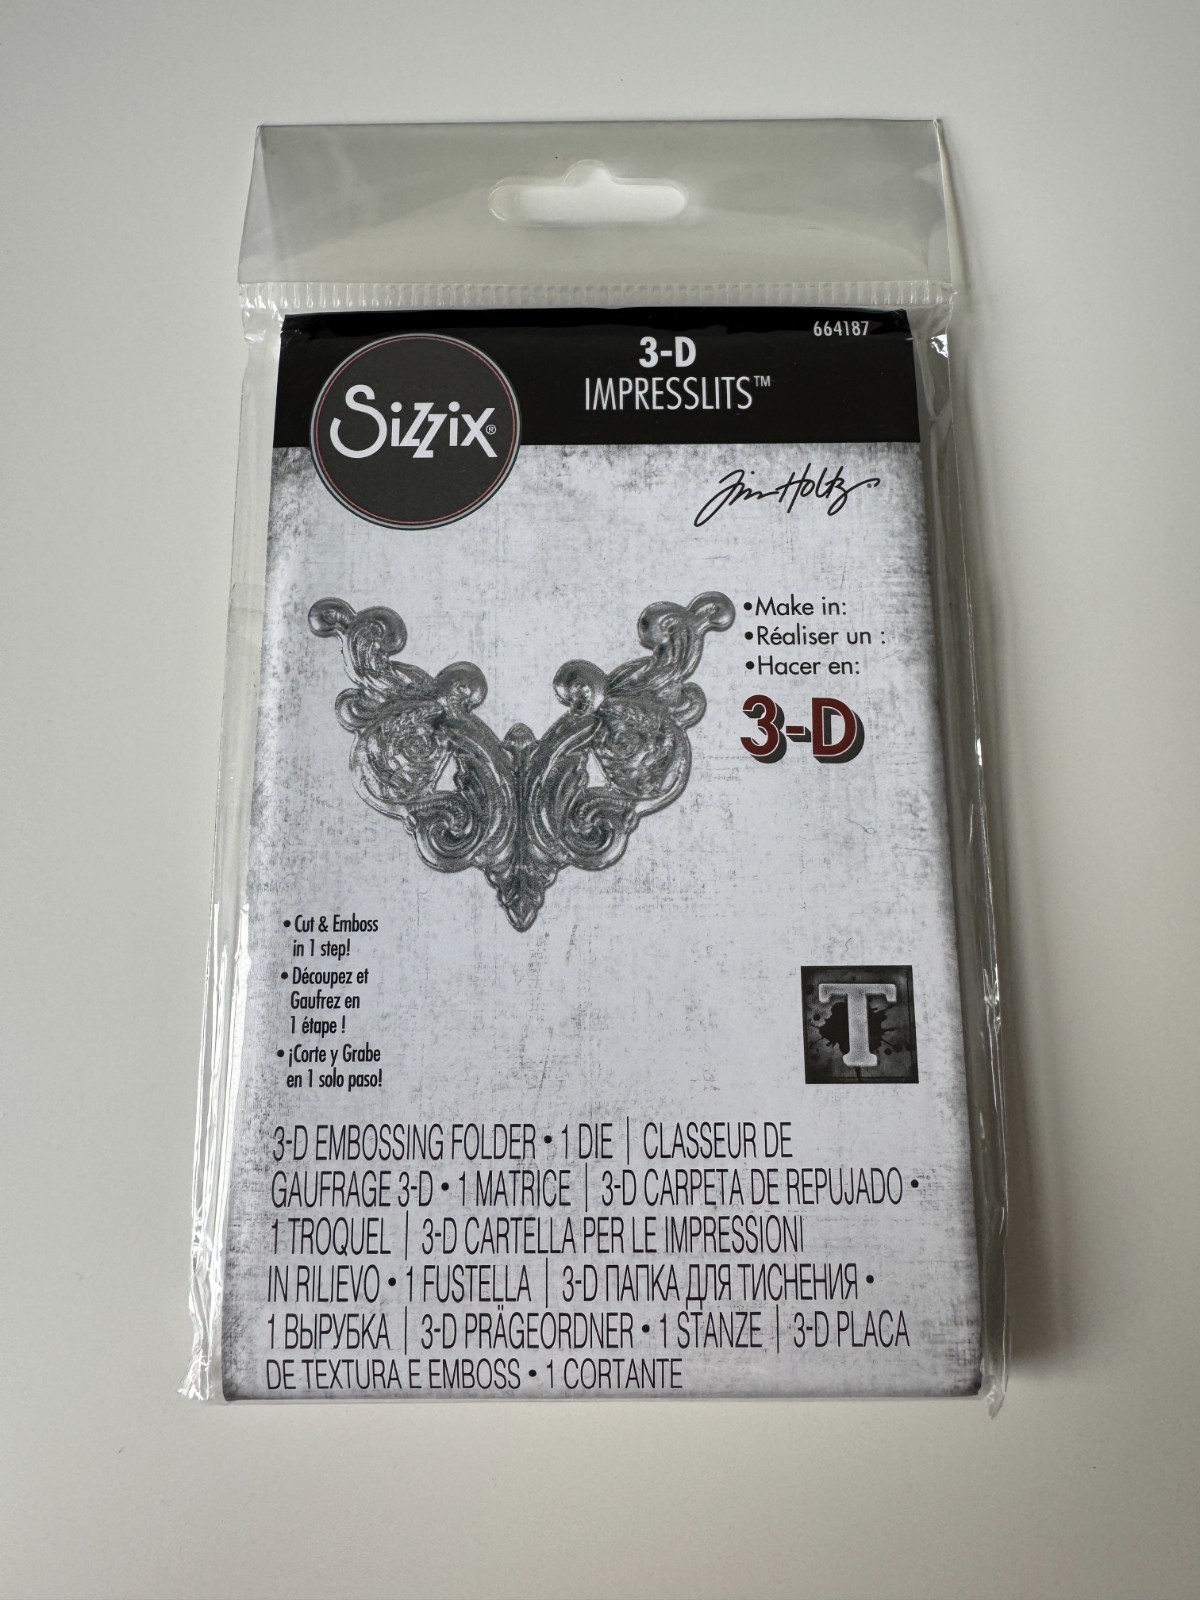 664187
3-D
IMPRESSLITS™
Sizzix®
Tim Holtz®
•Make in:
•Réaliser un :
•Hacer en:
3-D
• Cut & Emboss
in 1 step!
• Découpez et
Gaufrez en
1 étape !
• ¡Corte y Grabe
en 1 solo paso!
T
3-D EMBOSSING FOLDER • 1 DIE | CLASSEUR DE
GAUFRAGE 3-D • 1 MATRICE | 3-D CARPETA DE REPUJADO •
1 TROQUEL | 3-D CARTELLA PER LE IMPRESSIONI
IN RILIEVO • 1 FUSTELLA | 3-D ПАПКА ДЛЯ ТИСНЕНИЯ •
1 ВЫРУБКА | 3-D PRÄGEORDNER • 1 STANZE | 3-D PLACA
DE TEXTURA E EMBOSS • 1 CORTANTE